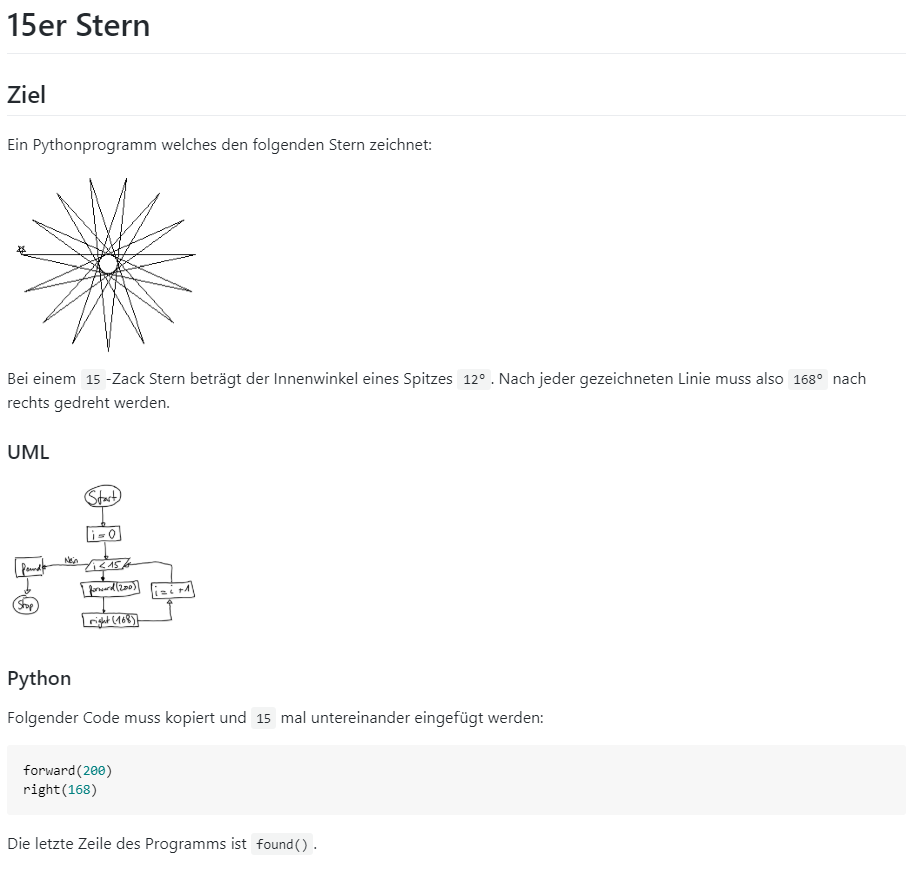 15er Stern
Ziel
Ein Pythonprogramm welches den folgenden Stern zeichnet:
Bei einem 15 -Zack Stern beträgt der Innenwinkel eines Spitzes 12° . Nach jeder gezeichneten Linie muss also 168° nach
rechts gedreht werden.
UML
Start
i = 0
Nein
i < 15
found
forward(200)
i = i +1
Stop
right(168)
Python
Folgender Code muss kopiert und 15 mal untereinander eingefügt werden:
forward(200)
right(168)
Die letzte Zeile des Programms ist found() .